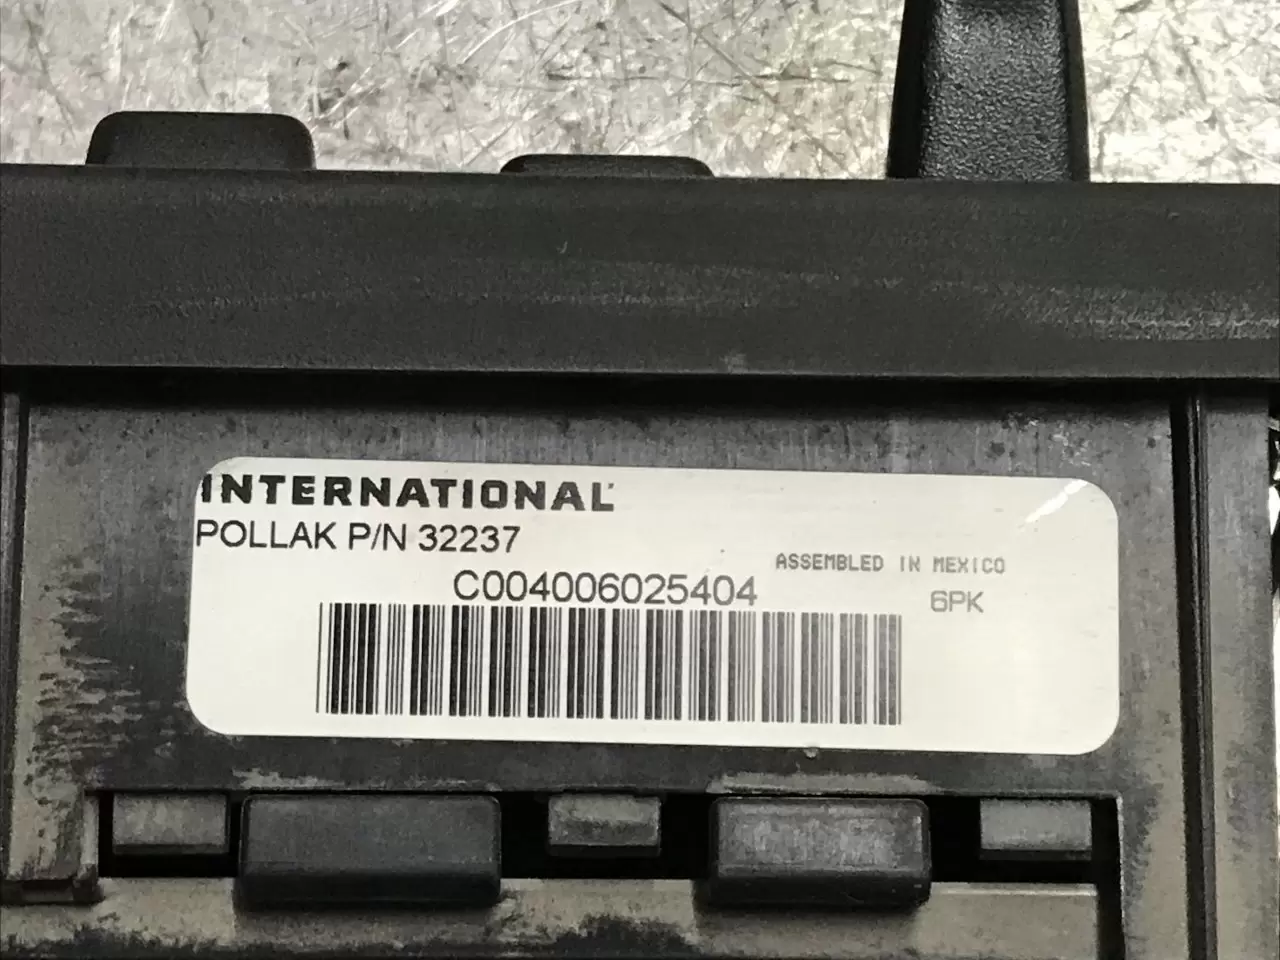 INTERNATIONAL
POLLAK P/N 32237
ASSEMBLED IN MEXICO
C004006025404
6PK